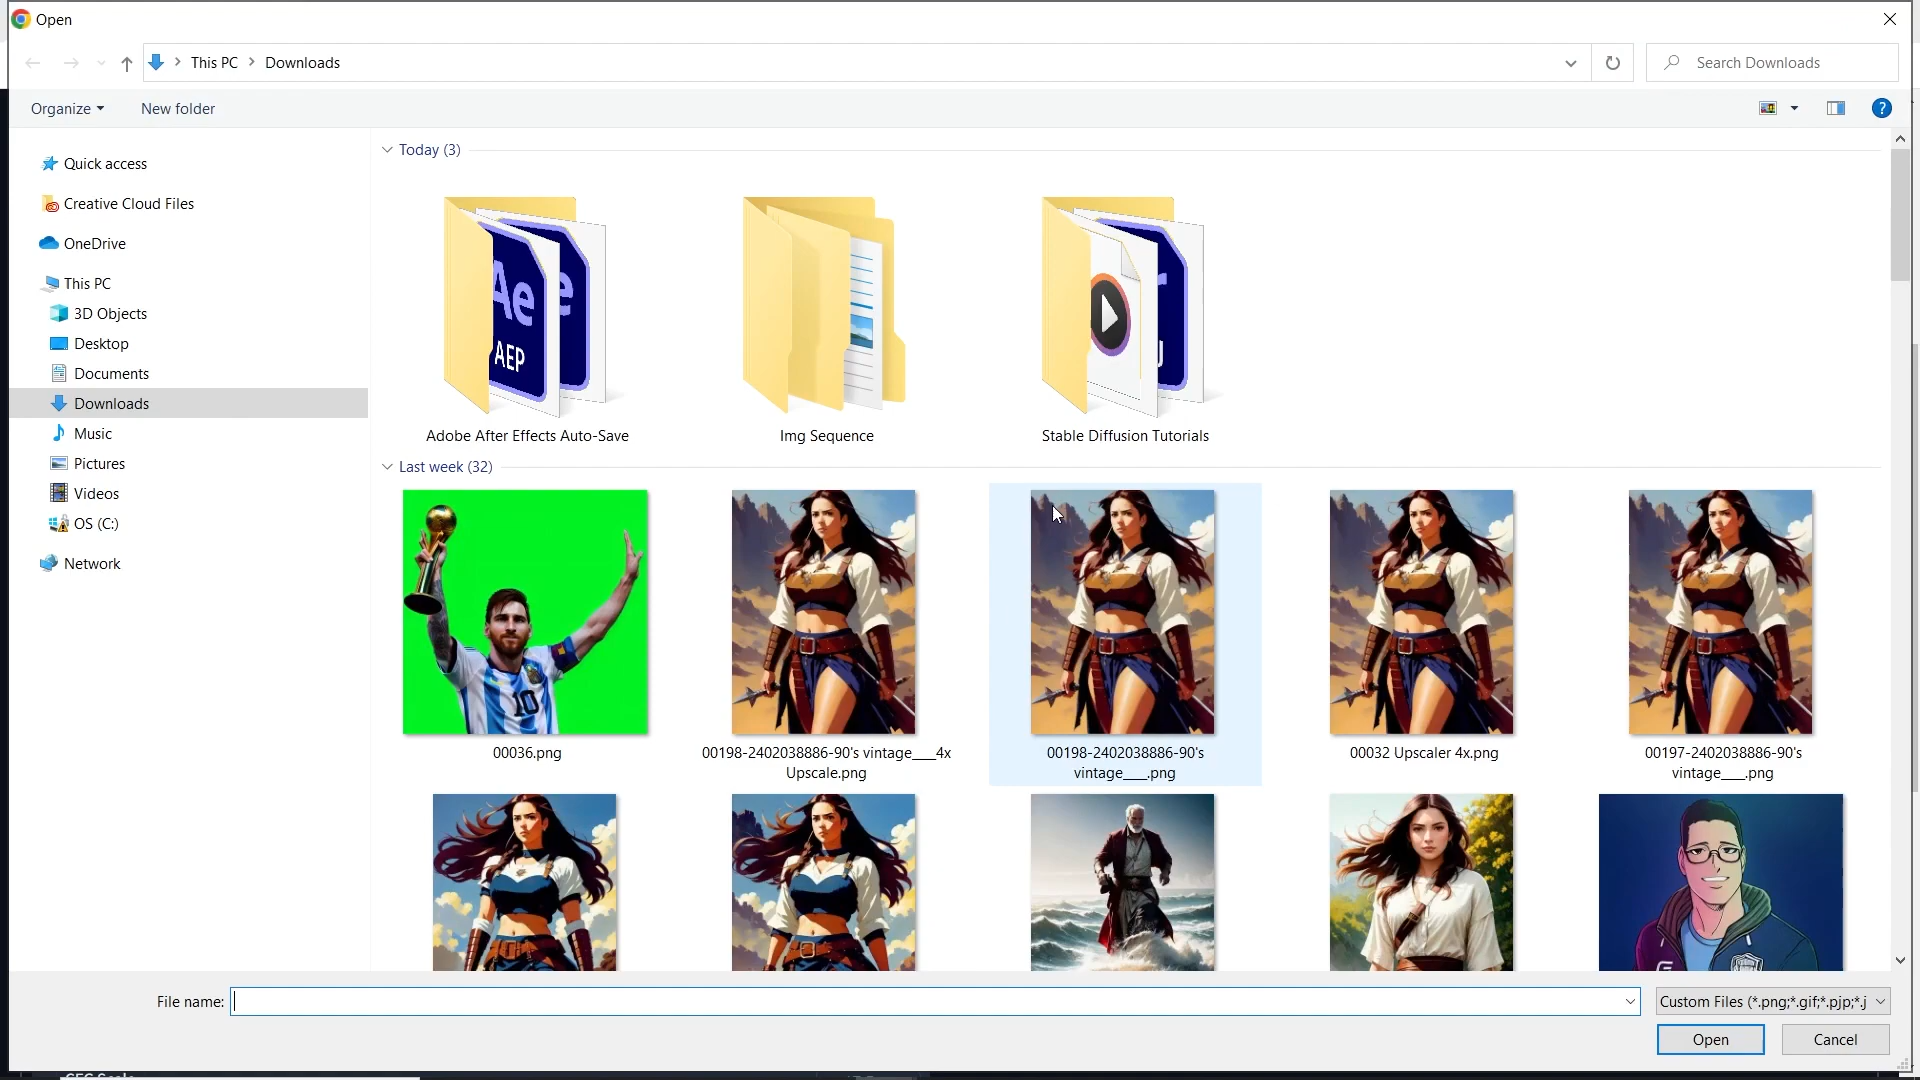 Open
This PC > Downloads
Search Downloads
Organize
New folder
?
Quick access
Creative Cloud Files
OneDrive
This PC
3D Objects
Desktop
Documents
Downloads
Music
Pictures
Videos
OS (C:)
Network
Today (3)
Ae
AEP
Adobe After Effects Auto-Save
Img Sequence
Stable Diffusion Tutorials
Last week (32)
10
00036.png
00198-2402038886-90's vintage___4x
Upscale.png
00198-2402038886-90's
vintage___.png
00032 Upscaler 4x.png
00197-2402038886-90's
vintage___.png
File name:
Custom Files (*.png;*.gif;*.pjp;*.j
Open
Cancel